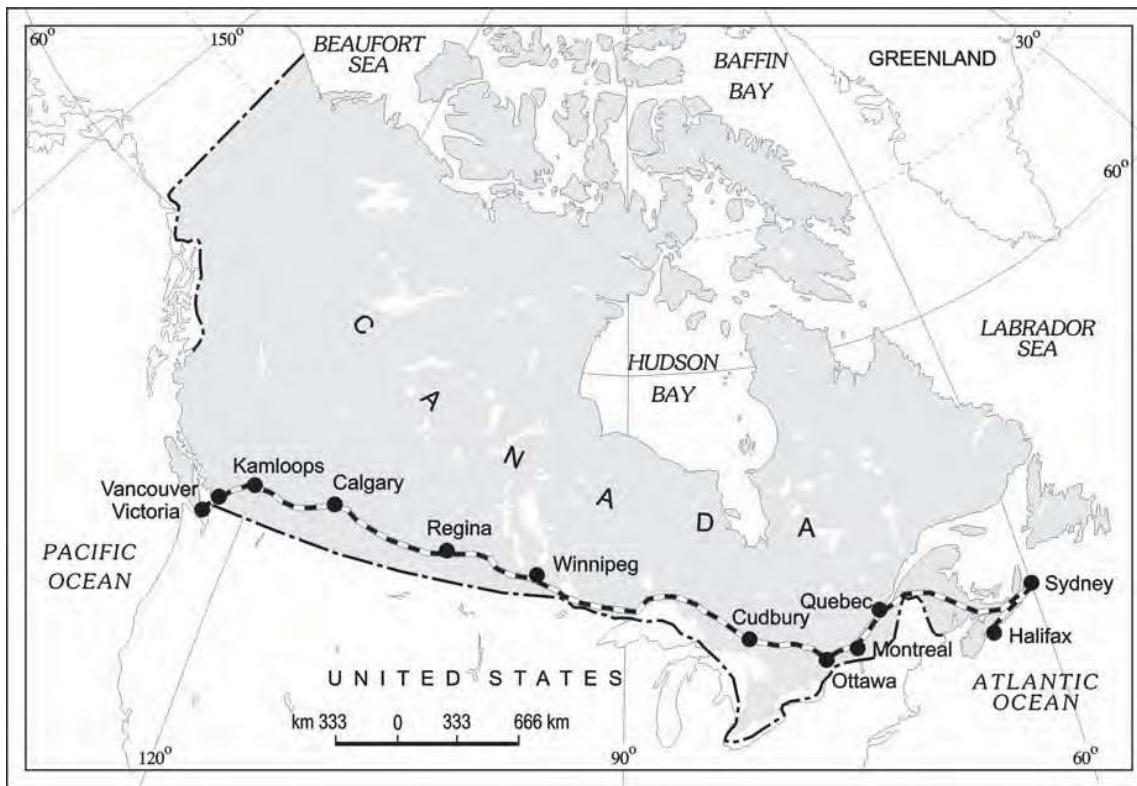 60°
150°
BEAUFORT
SEA
BAFFIN
BAY
GREENLAND
30°
60°
LABRADOR
SEA
HUDSON
BAY
C A N A D A
Kamloops
Vancouver
Calgary
Victoria
Regina
PACIFIC
OCEAN
Winnipeg
Quebec
Cudbury
Sydney
Montreal
Halifax
Ottawa
UNITED STATES
ATLANTIC
OCEAN
km 333 0 333 666 km
120°
90°
60°